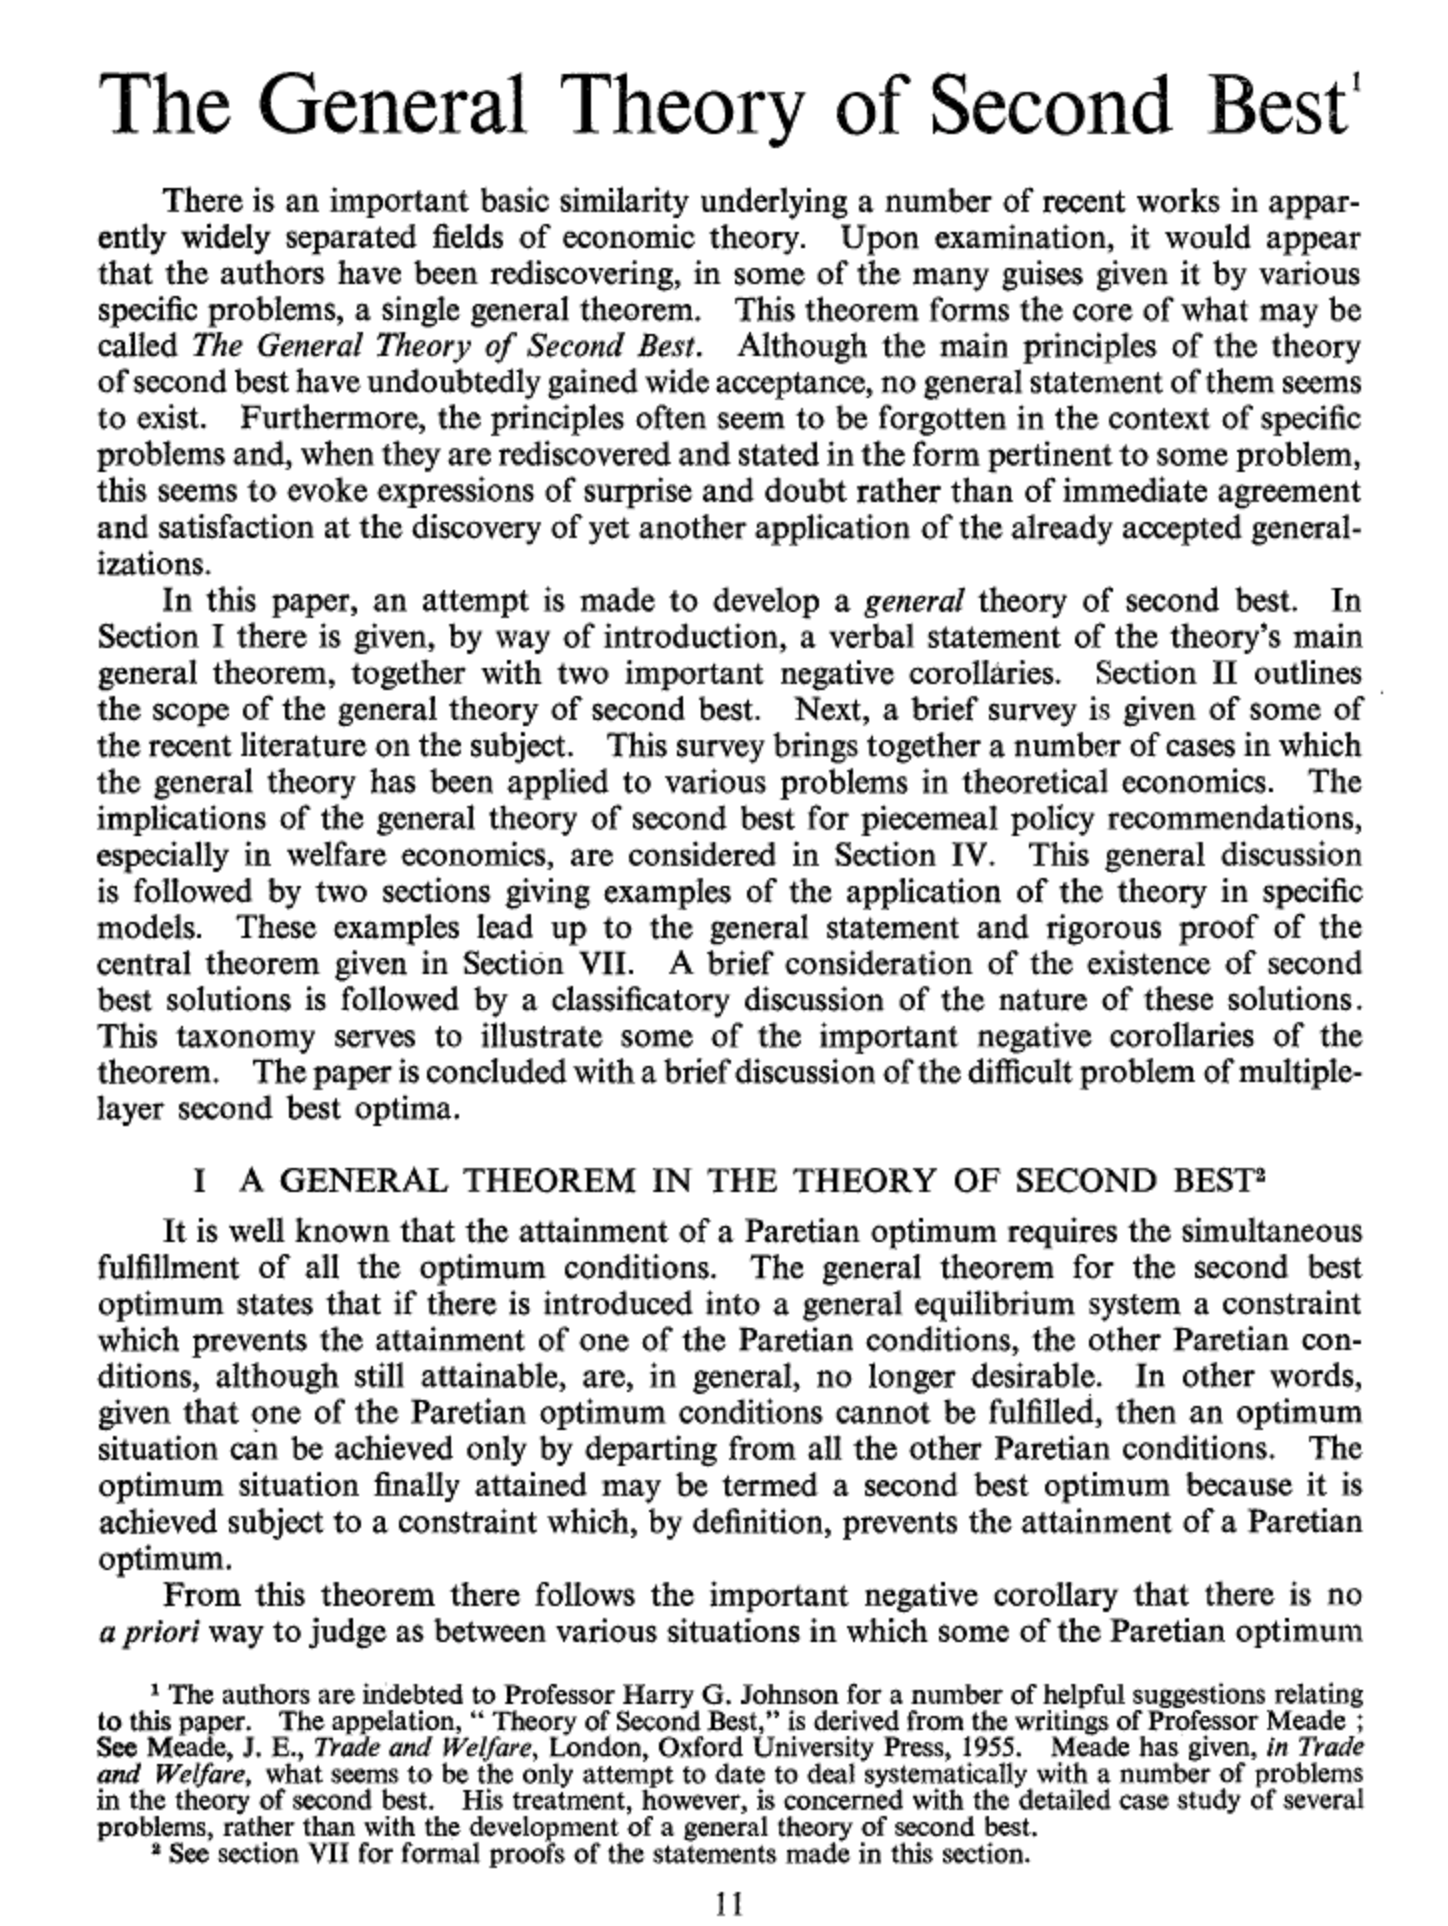 The General Theory of Second Best¹
There is an important basic similarity underlying a number of recent works in appar-
ently widely separated fields of economic theory. Upon examination, it would appear
that the authors have been rediscovering, in some of the many guises given it by various
specific problems, a single general theorem. This theorem forms the core of what may be
called The General Theory of Second Best. Although the main principles of the theory
of second best have undoubtedly gained wide acceptance, no general statement of them seems
to exist. Furthermore, the principles often seem to be forgotten in the context of specific
problems and, when they are rediscovered and stated in the form pertinent to some problem,
this seems to evoke expressions of surprise and doubt rather than of immediate agreement
and satisfaction at the discovery of yet another application of the already accepted general-
izations.
In this paper, an attempt is made to develop a general theory of second best. In
Section I there is given, by way of introduction, a verbal statement of the theory's main
general theorem, together with two important negative corollaries. Section II outlines
the scope of the general theory of second best. Next, a brief survey is given of some of
the recent literature on the subject. This survey brings together a number of cases in which
the general theory has been applied to various problems in theoretical economics. The
implications of the general theory of second best for piecemeal policy recommendations,
especially in welfare economics, are considered in Section IV. This general discussion
is followed by two sections giving examples of the application of the theory in specific
models. These examples lead up to the general statement and rigorous proof of the
central theorem given in Section VII. A brief consideration of the existence of second
best solutions is followed by a classificatory discussion of the nature of these solutions.
This taxonomy serves to illustrate some of the important negative corollaries of the
theorem. The paper is concluded with a brief discussion of the difficult problem of multiple-
layer second best optima.
I A GENERAL THEOREM IN THE THEORY OF SECOND BEST²
It is well known that the attainment of a Paretian optimum requires the simultaneous
fulfillment of all the optimum conditions. The general theorem for the second best
optimum states that if there is introduced into a general equilibrium system a constraint
which prevents the attainment of one of the Paretian conditions, the other Paretian con-
ditions, although still attainable, are, in general, no longer desirable. In other words,
given that one of the Paretian optimum conditions cannot be fulfilled, then an optimum
situation can be achieved only by departing from all the other Paretian conditions. The
optimum situation finally attained may be termed a second best optimum because it is
achieved subject to a constraint which, by definition, prevents the attainment of a Paretian
optimum.
From this theorem there follows the important negative corollary that there is no
a priori way to judge as between various situations in which some of the Paretian optimum
¹ The authors are indebted to Professor Harry G. Johnson for a number of helpful suggestions relating
to this paper. The appelation, “ Theory of Second Best,” is derived from the writings of Professor Meade ;
See Meade, J. E., Trade and Welfare, London, Oxford University Press, 1955. Meade has given, in Trade
and Welfare, what seems to be the only attempt to date to deal systematically with a number of problems
in the theory of second best. His treatment, however, is concerned with the detailed case study of several
problems, rather than with the development of a general theory of second best.
² See section VII for formal proofs of the statements made in this section.
11